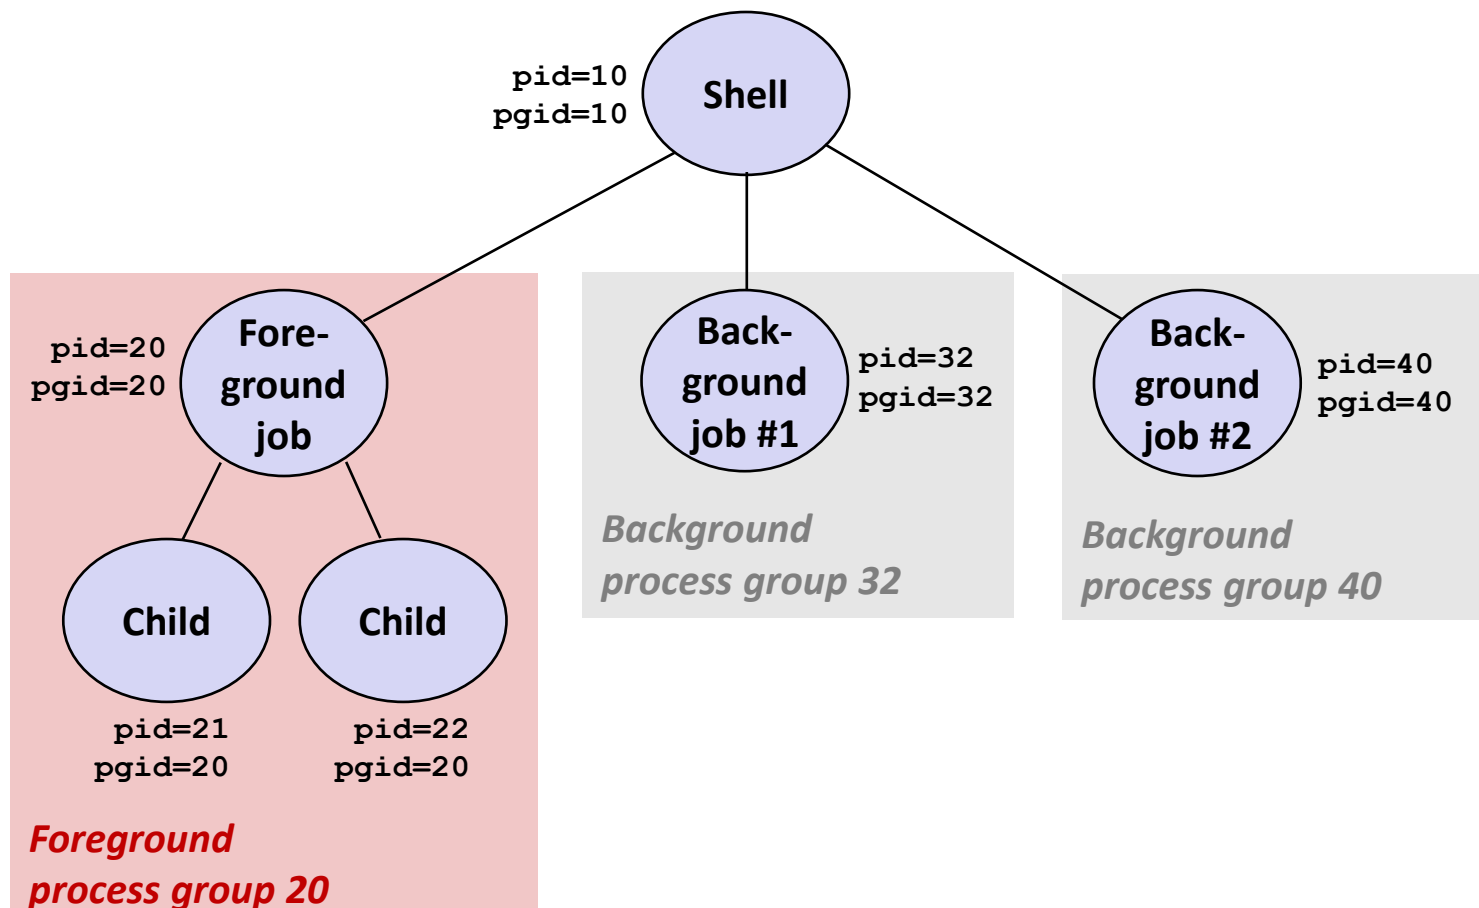 pid=10
pgid=10
Shell
pid=20
pgid=20
Fore-
ground
job
Back-
ground
job #1
pid=32
pgid=32
Back-
ground
job #2
pid=40
pgid=40
Background
process group 32
Background
process group 40
Child
Child
pid=21
pgid=20
pid=22
pgid=20
Foreground
process group 20